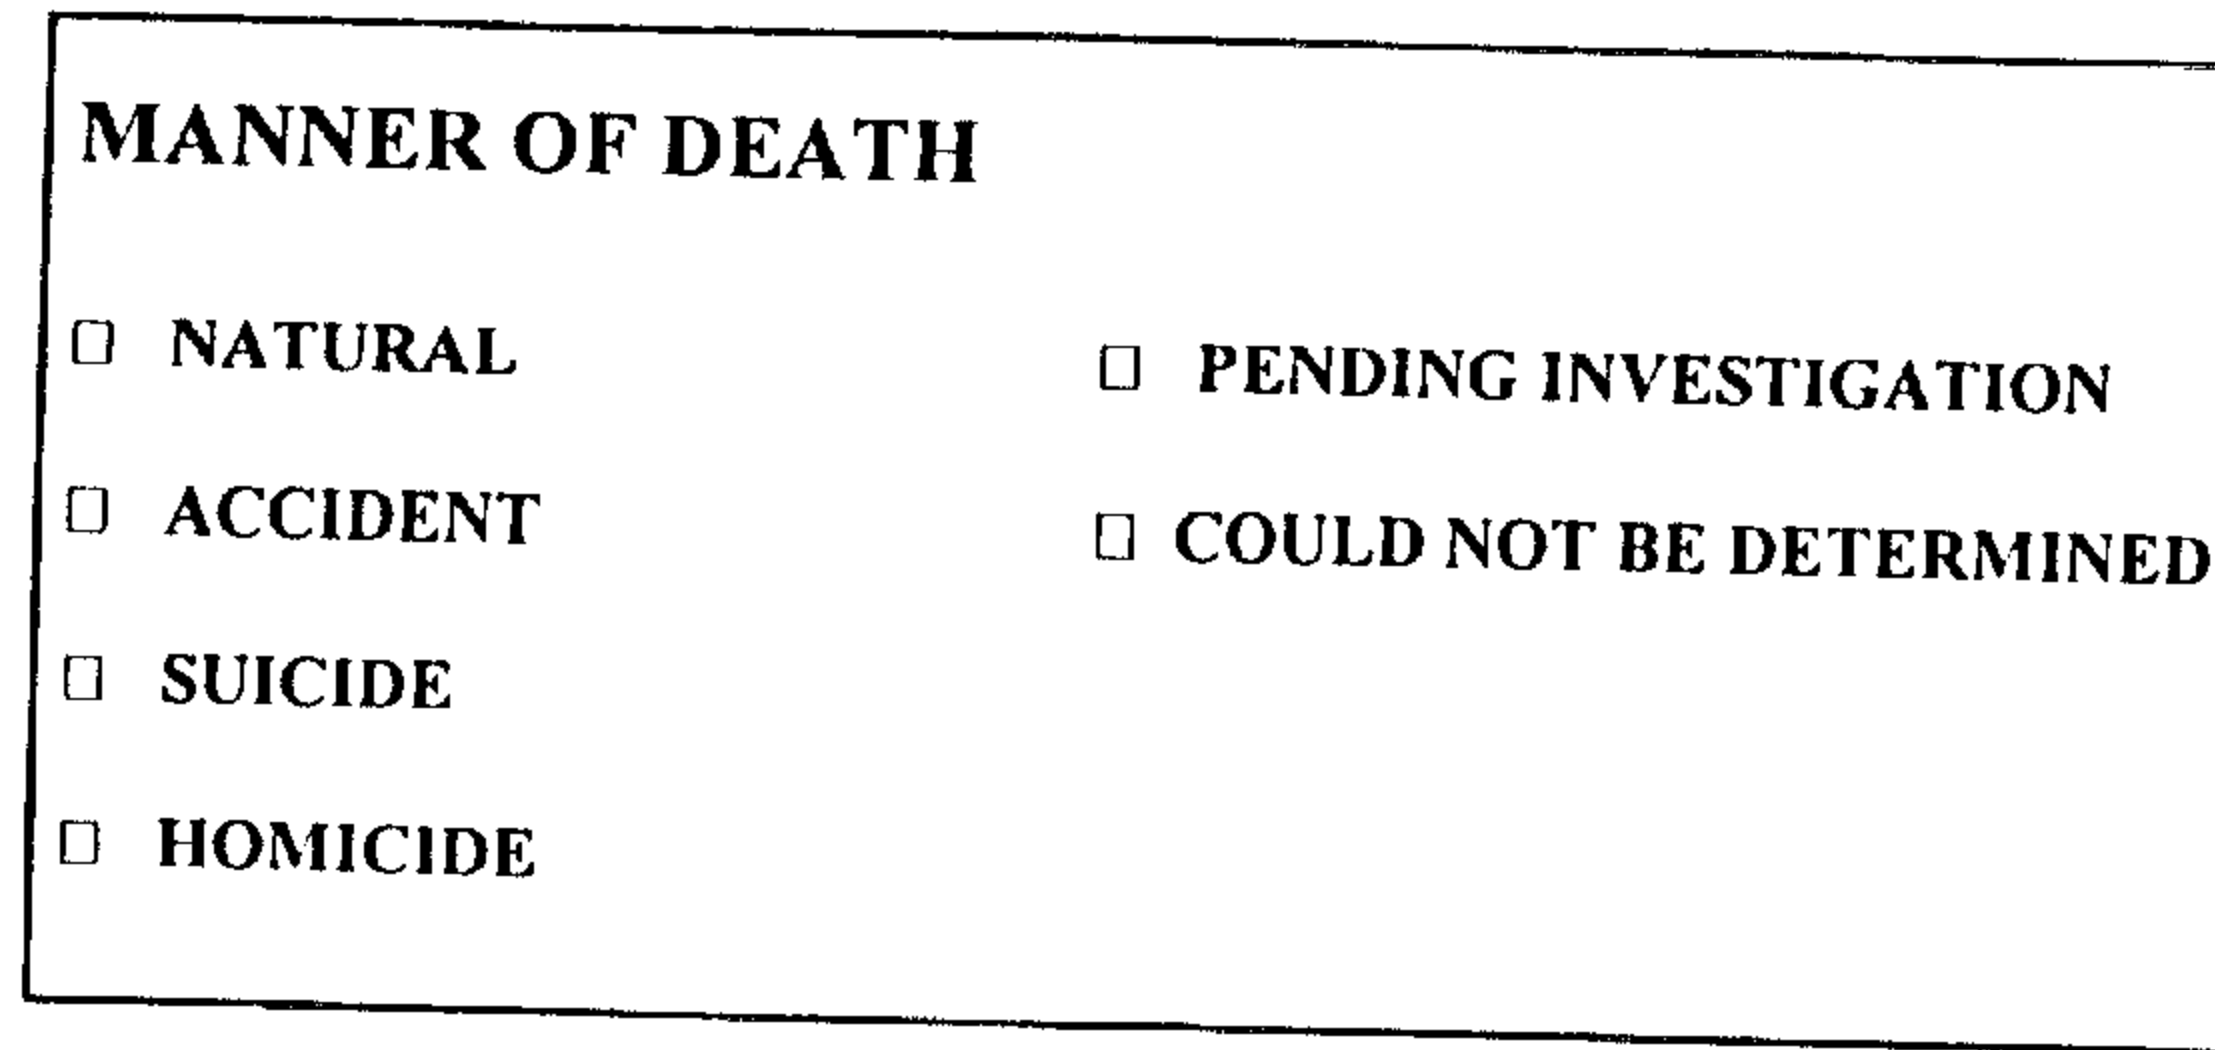 MANNER OF DEATH
☐ NATURAL
☐ ACCIDENT
☐ SUICIDE
☐ HOMICIDE
☐ PENDING INVESTIGATION
☐ COULD NOT BE DETERMINED